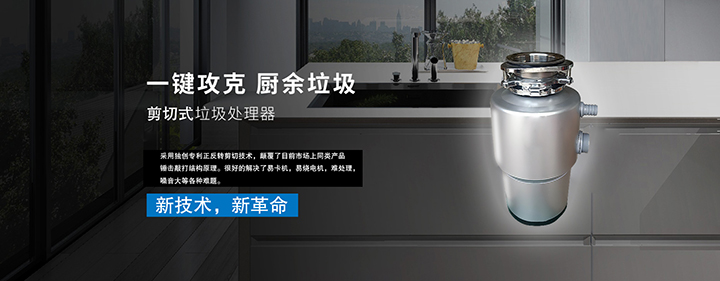 一键攻克 厨余垃圾
剪切式垃圾处理器
采用独创专利正反转剪切技术，颠覆了目前市场上同类产品
锤击敲打结构原理。很好的解决了易卡机，易烧电机，难处理，
噪音大等各种难题。
新技术，新革命